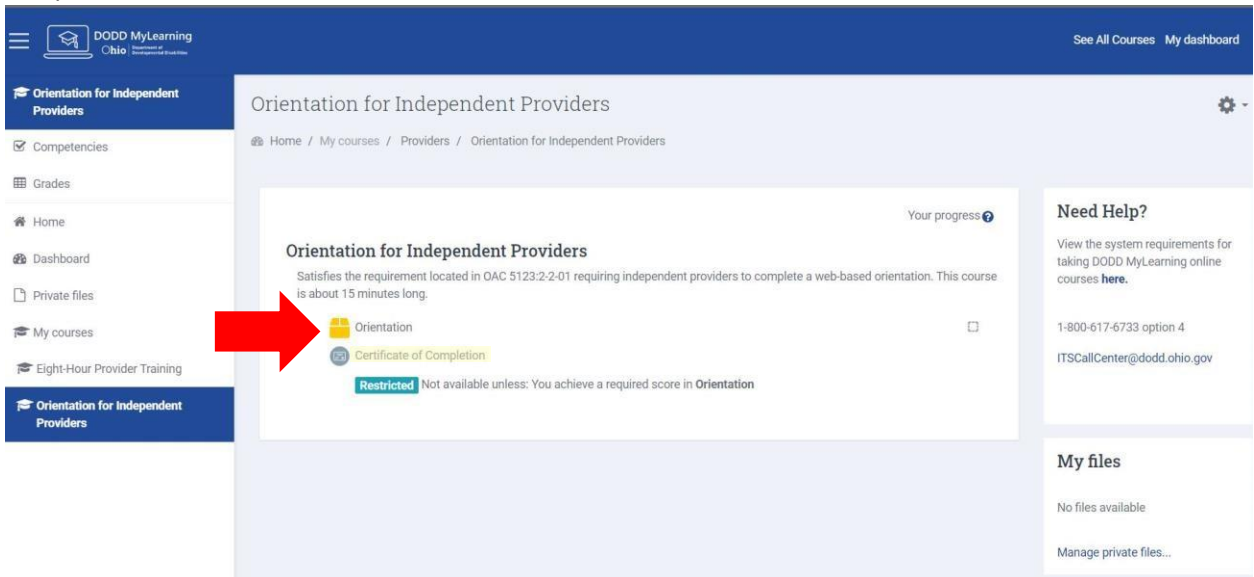 DODD MyLearning
Ohio Department of
Developmental Disabilities
See All Courses My dashboard
Orientation for Independent
Providers
Competencies
Grades
Home
Dashboard
Private files
My courses
Eight-Hour Provider Training
Orientation for Independent
Providers
Orientation for Independent Providers
Home / My courses / Providers / Orientation for Independent Providers
Your progress
Orientation for Independent Providers
Satisfies the requirement located in OAC 5123:2-2-01 requiring independent providers to complete a web-based orientation. This course
is about 15 minutes long.
Orientation
Certificate of Completion
Restricted Not available unless: You achieve a required score in Orientation
Need Help?
View the system requirements for
taking DODD MyLearning online
courses here.
1-800-617-6733 option 4
ITSCallCenter@dodd.ohio.gov
My files
No files available
Manage private files...